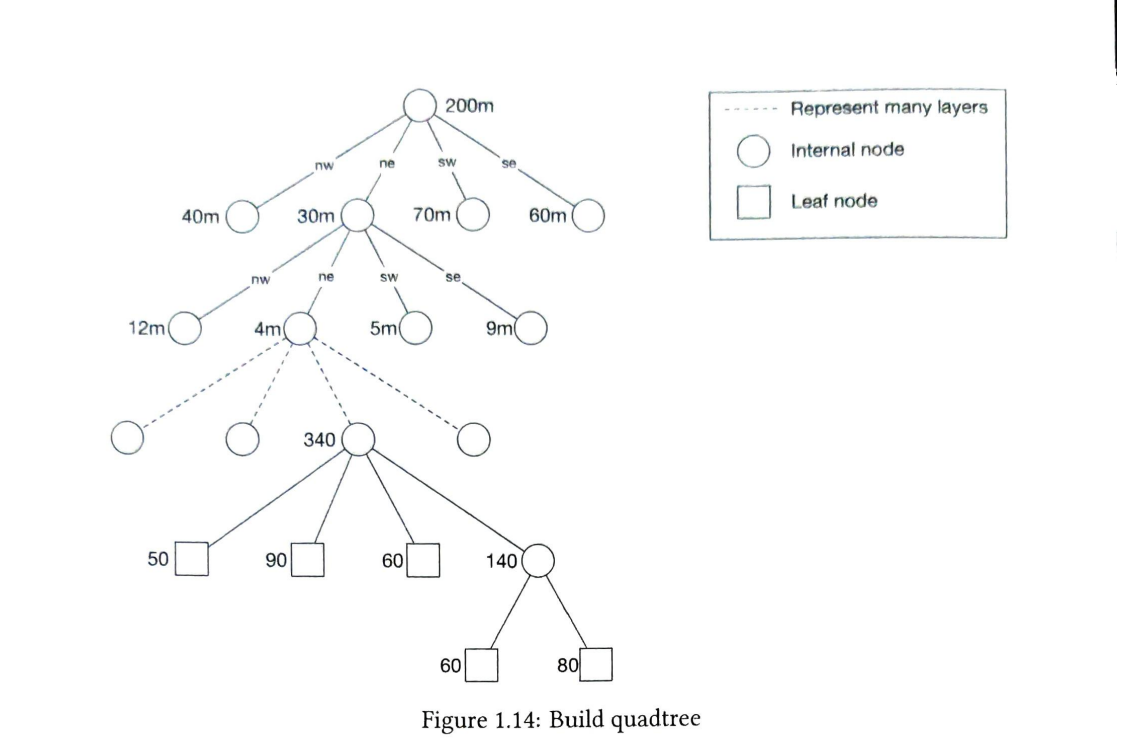 200m
nw ne sw se
40m 30m 70m 60m
nw ne sw se
12m 4m 5m 9m
340
50 90 60 140
60 80
Represent many layers
Internal node
Leaf node
Figure 1.14: Build quadtree